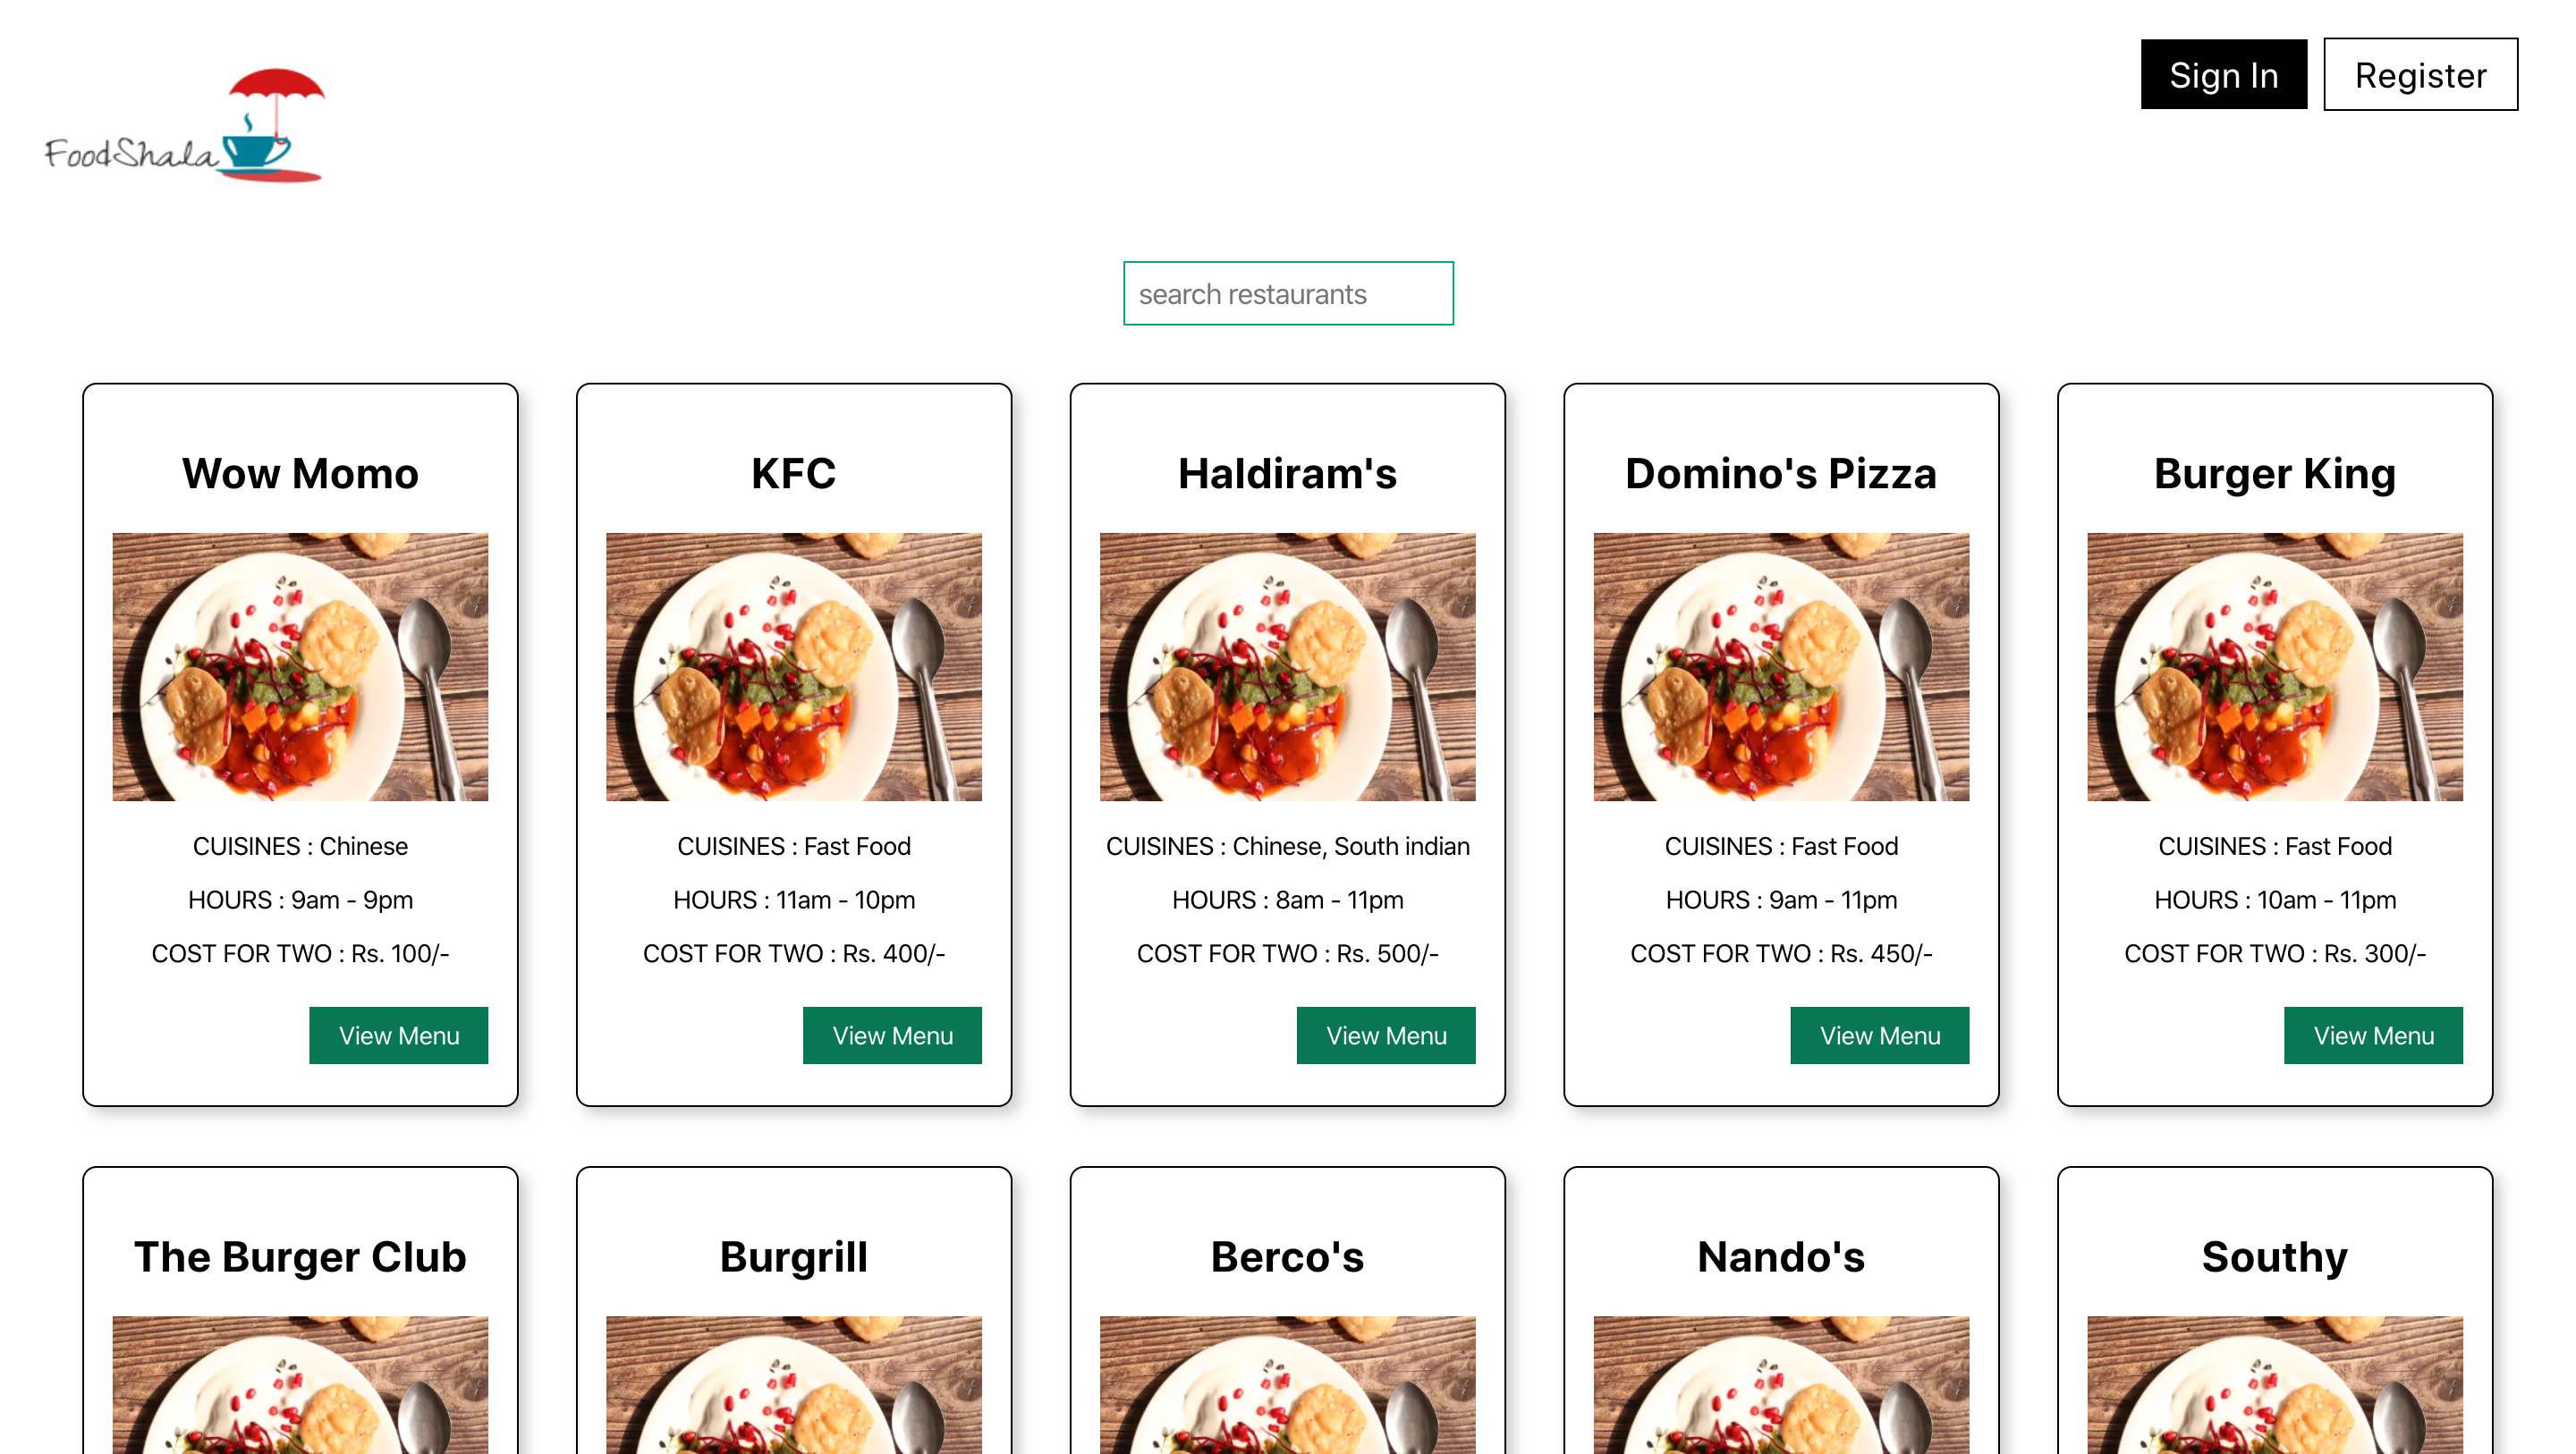 Sign In
Register
FoodShala
search restaurants
Wow Momo
CUISINES : Chinese
HOURS : 9am - 9pm
COST FOR TWO : Rs. 100/-
View Menu
KFC
CUISINES : Fast Food
HOURS : 11am - 10pm
COST FOR TWO : Rs. 400/-
View Menu
Haldiram's
CUISINES : Chinese, South indian
HOURS : 8am - 11pm
COST FOR TWO : Rs. 500/-
View Menu
Domino's Pizza
CUISINES : Fast Food
HOURS : 9am - 11pm
COST FOR TWO : Rs. 450/-
View Menu
Burger King
CUISINES : Fast Food
HOURS : 10am - 11pm
COST FOR TWO : Rs. 300/-
View Menu
The Burger Club
Burgrill
Berco's
Nando's
Southy